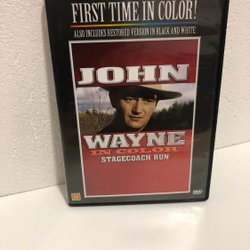 FIRST TIME IN COLOR!
ALSO INCLUDES RESTORED VERSION IN BLACK AND WHITE
JOHN
WAYNE
IN COLOR
STAGECOACH RUN
DVD